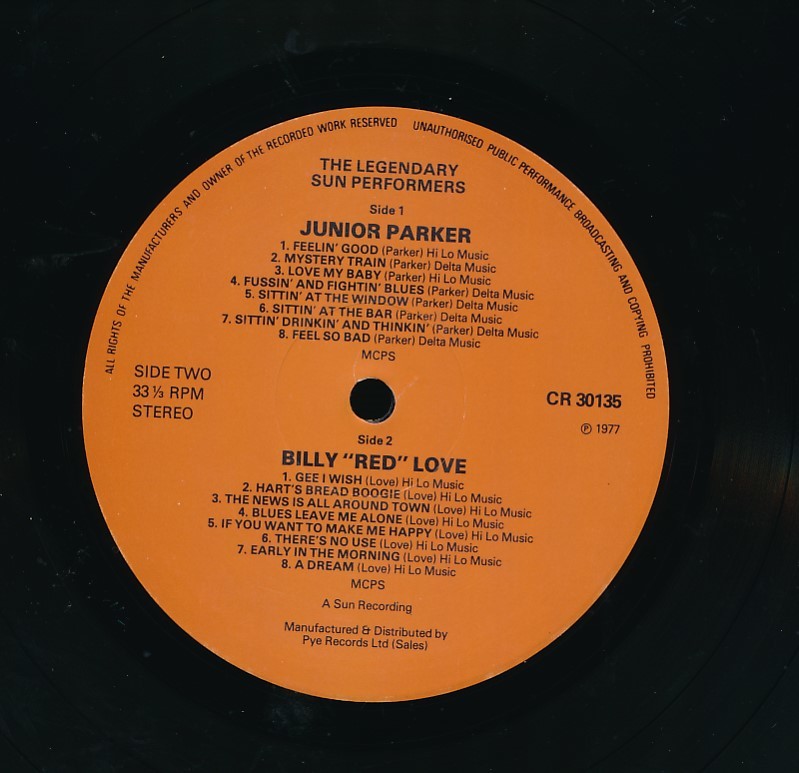 ALL RIGHTS OF THE MANUFACTURERS AND OWNER OF THE RECORDED WORK RESERVED UNAUTHORISED PUBLIC PERFORMANCE BROADCASTING AND COPYING PROHIBITED
THE LEGENDARY
SUN PERFORMERS
Side 1
JUNIOR PARKER
1. FEELIN' GOOD (Parker) Hi Lo Music
2. MYSTERY TRAIN (Parker) Delta Music
3. LOVE MY BABY (Parker) Hi Lo Music
4. FUSSIN' AND FIGHTIN' BLUES (Parker) Delta Music
5. SITTIN' AT THE WINDOW (Parker) Delta Music
6. SITTIN' AT THE BAR (Parker) Delta Music
7. SITTIN' DRINKIN' AND THINKIN' (Parker) Delta Music
8. FEEL SO BAD (Parker) Delta Music
MCPS
SIDE TWO
33 ⅓ RPM
STEREO
CR 30135
℗ 1977
Side 2
BILLY "RED" LOVE
1. GEE I WISH (Love) Hi Lo Music
2. HART'S BREAD BOOGIE (Love) Hi Lo Music
3. THE NEWS IS ALL AROUND TOWN (Love) Hi Lo Music
4. BLUES LEAVE ME ALONE (Love) Hi Lo Music
5. IF YOU WANT TO MAKE ME HAPPY (Love) Hi Lo Music
6. THERE'S NO USE (Love) Hi Lo Music
7. EARLY IN THE MORNING (Love) Hi Lo Music
8. A DREAM (Love) Hi Lo Music
MCPS
A Sun Recording
Manufactured & Distributed by
Pye Records Ltd (Sales)